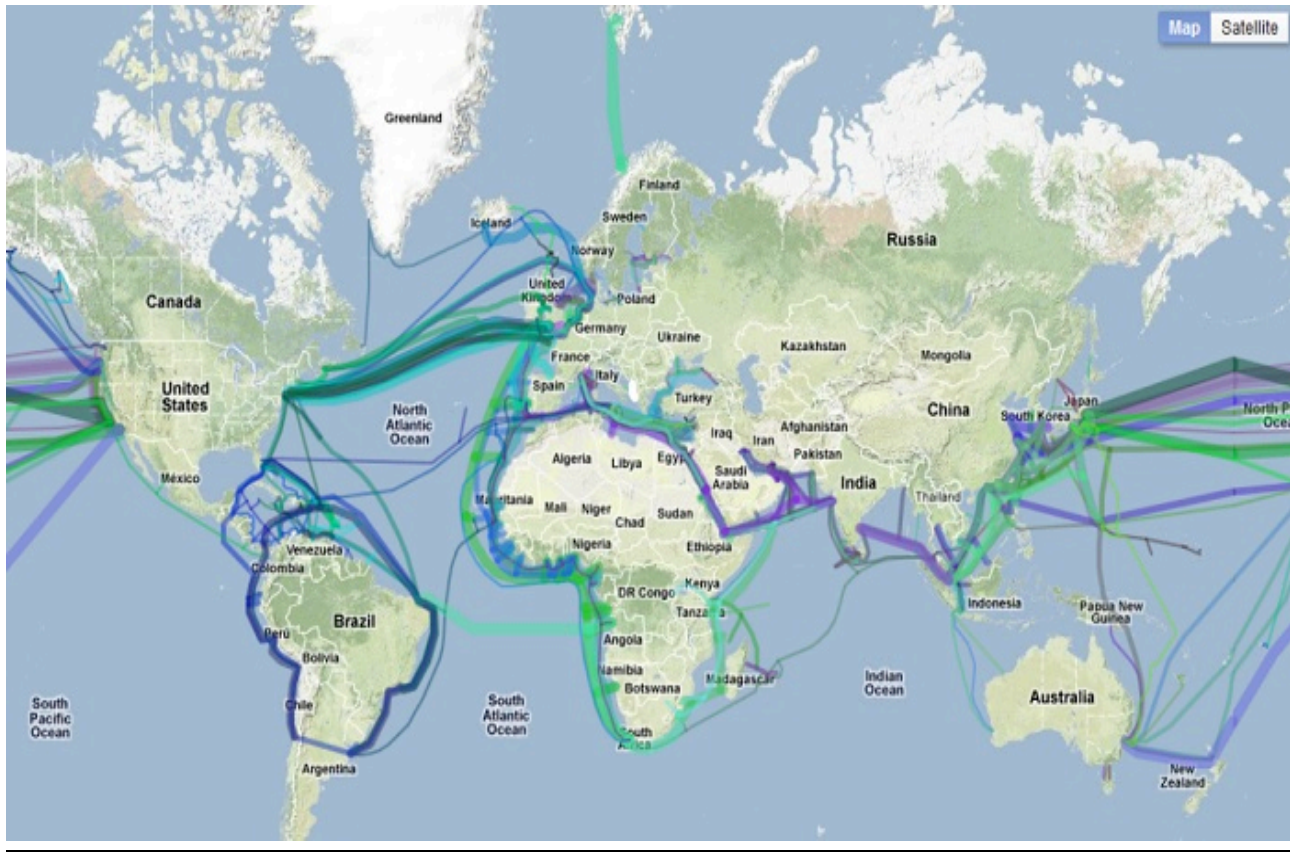 Map Satellite
Greenland
Finland
Iceland
Sweden
Russia
Norway
Canada
United
Kingdom
Poland
Germany
Ukraine
Kazakhstan
France
Mongolia
Italy
United
States
Spain
Turkey
Japan
China
South Korea
North
Atlantic
Ocean
Iraq
Iran
Afghanistan
Pakistan
México
Algeria
Libya
Egypt
Saudi
Arabia
India
Mauritania
Mali
Niger
Chad
Sudan
Thailand
Nigeria
Ethiopia
Venezuela
Colombia
Kenya
DR Congo
Tanzania
Indonesia
Papua New
Guinea
Brazil
Perú
Angola
Bolivia
Namibia
Botswana
Madagascar
Indian
Ocean
Australia
Chile
South
Pacific
Ocean
South
Atlantic
Ocean
South
Africa
Argentina
New
Zealand